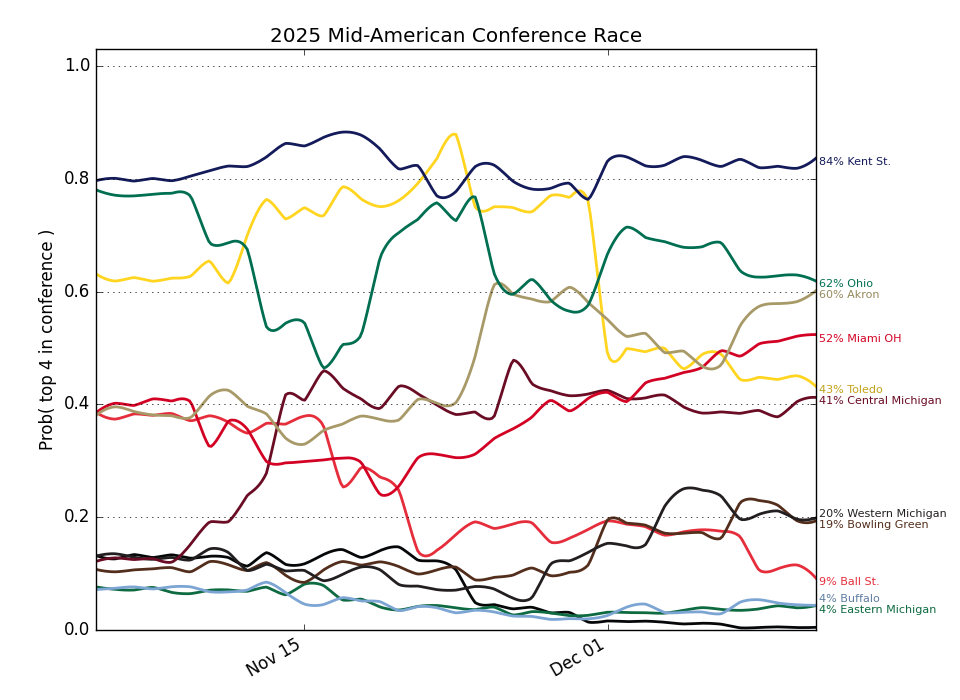 2025 Mid-American Conference Race
Prob( top 4 in conference )
1.0
0.8
0.6
0.4
0.2
0.0
Nov 15
Dec 01
84% Kent St.
62% Ohio
60% Akron
52% Miami OH
43% Toledo
41% Central Michigan
20% Western Michigan
19% Bowling Green
9% Ball St.
4% Buffalo
4% Eastern Michigan